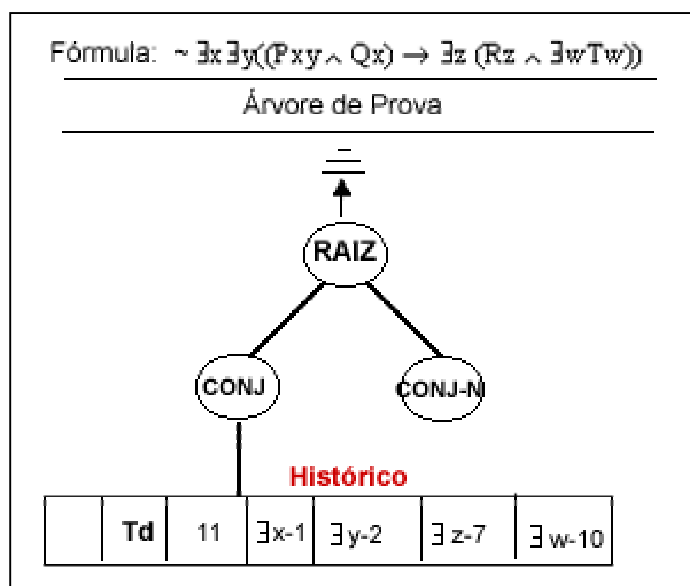 Fórmula: ~ ∃x∃y((Pxy ∧ Qx) → ∃z (Rz ∧ ∃wTw))
Árvore de Prova
RAIZ
CONJ CONJ-N
Histórico
Td 11 ∃x-1 ∃y-2 ∃z-7 ∃w-10